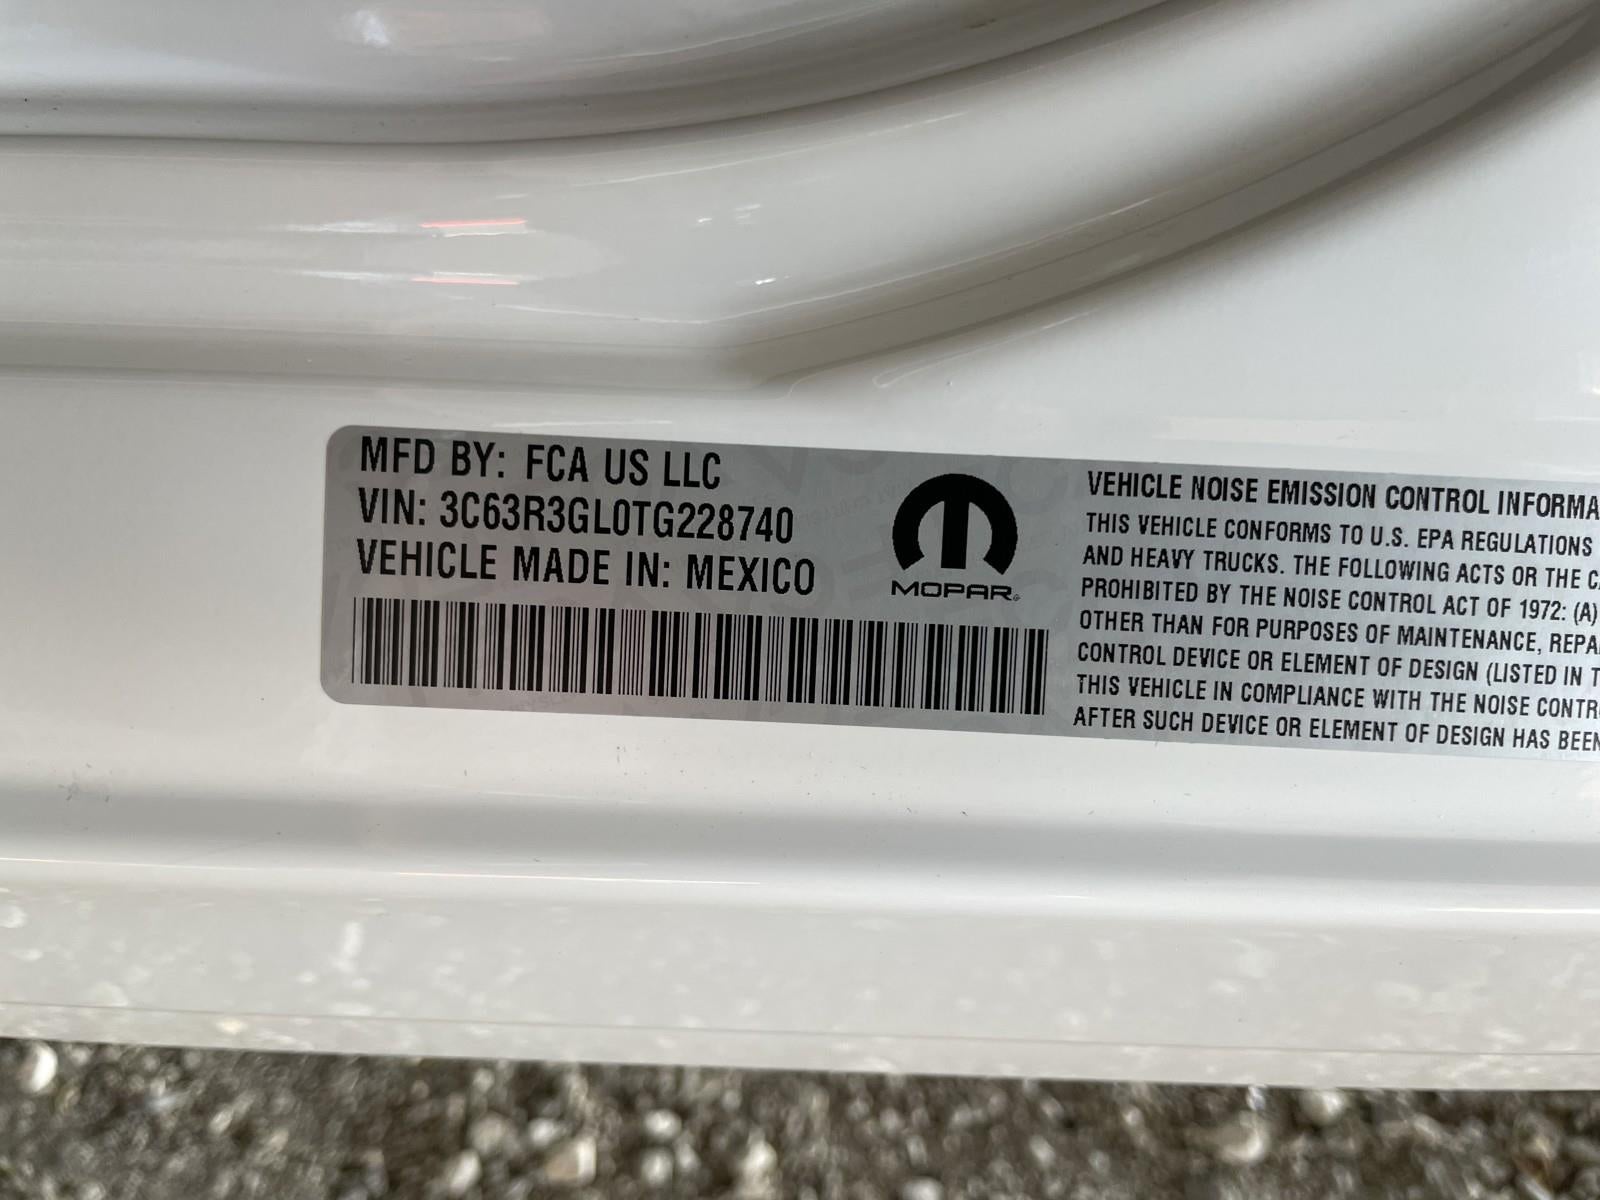 MFD BY: FCA US LLC
VIN: 3C63R3GL0TG228740
VEHICLE MADE IN: MEXICO
MOPAR
VEHICLE NOISE EMISSION CONTROL INFORMA
THIS VEHICLE CONFORMS TO U.S. EPA REGULATIONS
AND HEAVY TRUCKS. THE FOLLOWING ACTS OR THE C
PROHIBITED BY THE NOISE CONTROL ACT OF 1972: (A)
OTHER THAN FOR PURPOSES OF MAINTENANCE, REPA
CONTROL DEVICE OR ELEMENT OF DESIGN (LISTED IN T
THIS VEHICLE IN COMPLIANCE WITH THE NOISE CONTR
AFTER SUCH DEVICE OR ELEMENT OF DESIGN HAS BEEN